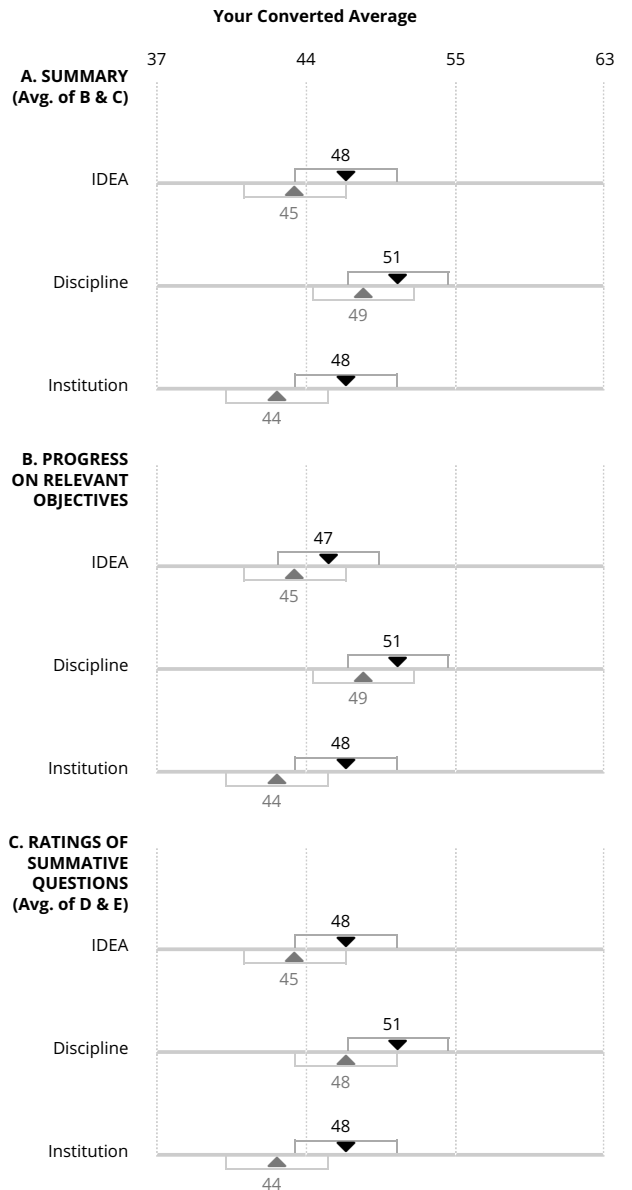 Your Converted Average
37 44 55 63
A. SUMMARY
(Avg. of B & C)
48
IDEA
45
51
Discipline
49
48
Institution
44
B. PROGRESS
ON RELEVANT
OBJECTIVES
47
IDEA
45
51
Discipline
49
48
Institution
44
C. RATINGS OF
SUMMATIVE
QUESTIONS
(Avg. of D & E)
48
IDEA
45
51
Discipline
48
48
Institution
44